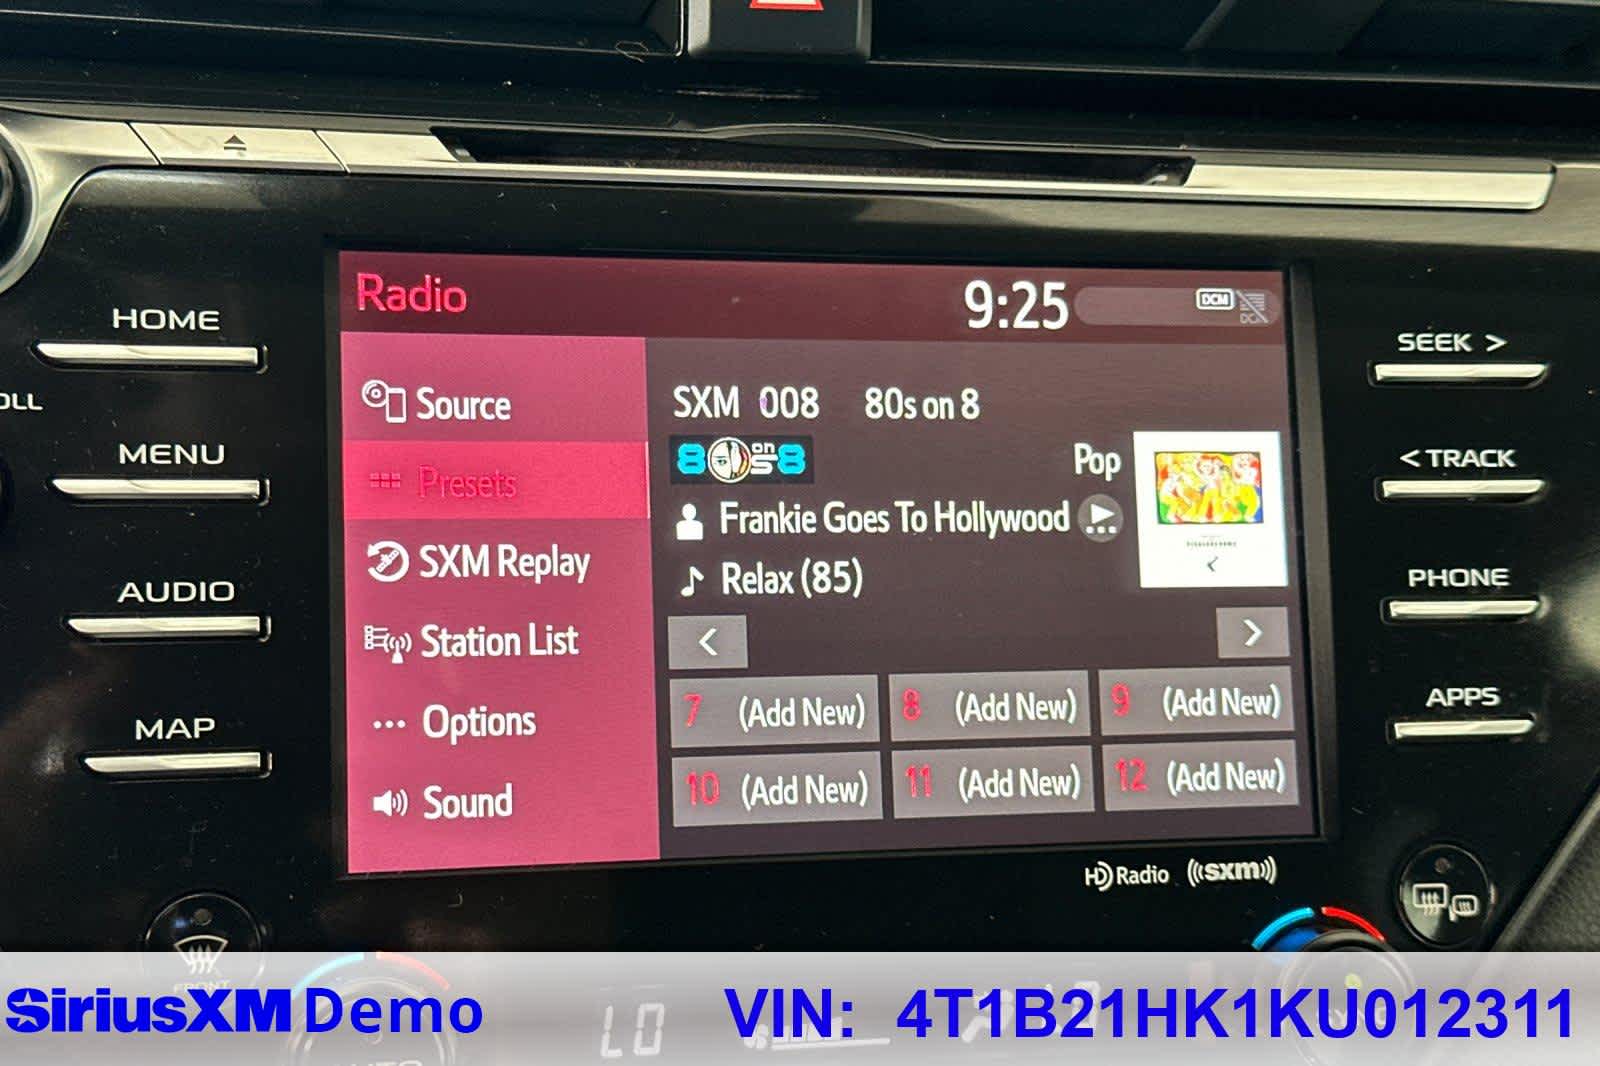 Radio
9:25
DCM
HOME
MENU
AUDIO
MAP
Source
Presets
SXM Replay
Station List
Options
Sound
SXM 008 80s on 8
80s on 8
Pop
Frankie Goes To Hollywood
Relax (85)
7 (Add New)
8 (Add New)
9 (Add New)
10 (Add New)
11 (Add New)
12 (Add New)
SEEK >
< TRACK
PHONE
APPS
HD Radio
((sxm))
FRONT
LO
SiriusXM Demo
VIN: 4T1B21HK1KU012311